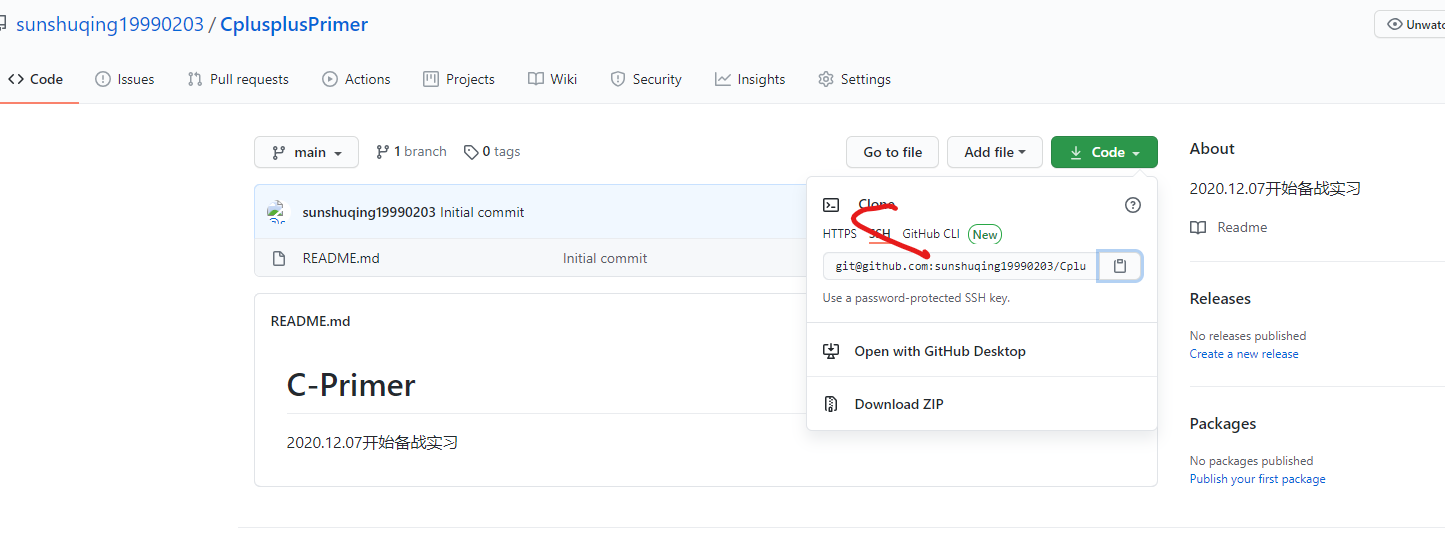 sunshuqing19990203 / CplusplusPrimer
Unwatc
Code Issues Pull requests Actions Projects Wiki Security Insights Settings
main 1 branch 0 tags Go to file Add file Code
sunshuqing19990203 Initial commit
README.md Initial commit
README.md
C-Primer
2020.12.07开始备战实习
Clone
HTTPS SSH GitHub CLI New
git@github.com:sunshuqing19990203/Cplu
Use a password-protected SSH key.
Open with GitHub Desktop
Download ZIP
About
2020.12.07开始备战实习
Readme
Releases
No releases published
Create a new release
Packages
No packages published
Publish your first package